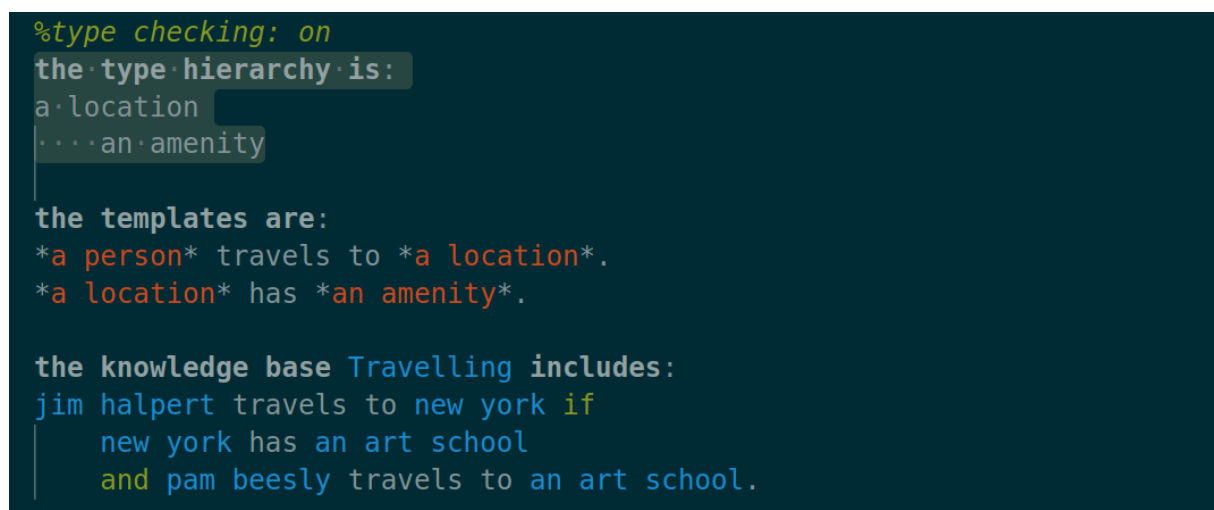 %type checking: on
the type hierarchy is:
a location
    an amenity
the templates are:
*a person* travels to *a location*.
*a location* has *an amenity*.
the knowledge base Travelling includes:
jim halpert travels to new york if
    new york has an art school
    and pam beesly travels to an art school.